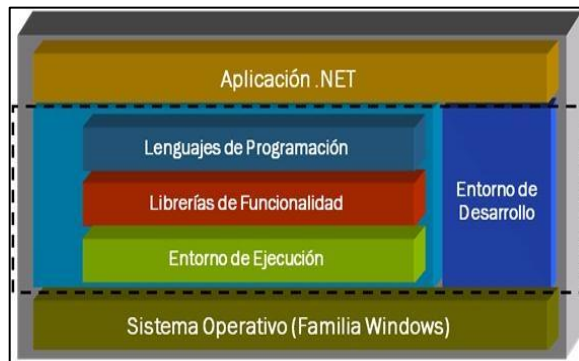 Aplicación .NET
Lenguajes de Programación
Librerías de Funcionalidad
Entorno de Ejecución
Entorno de
Desarrollo
Sistema Operativo (Familia Windows)